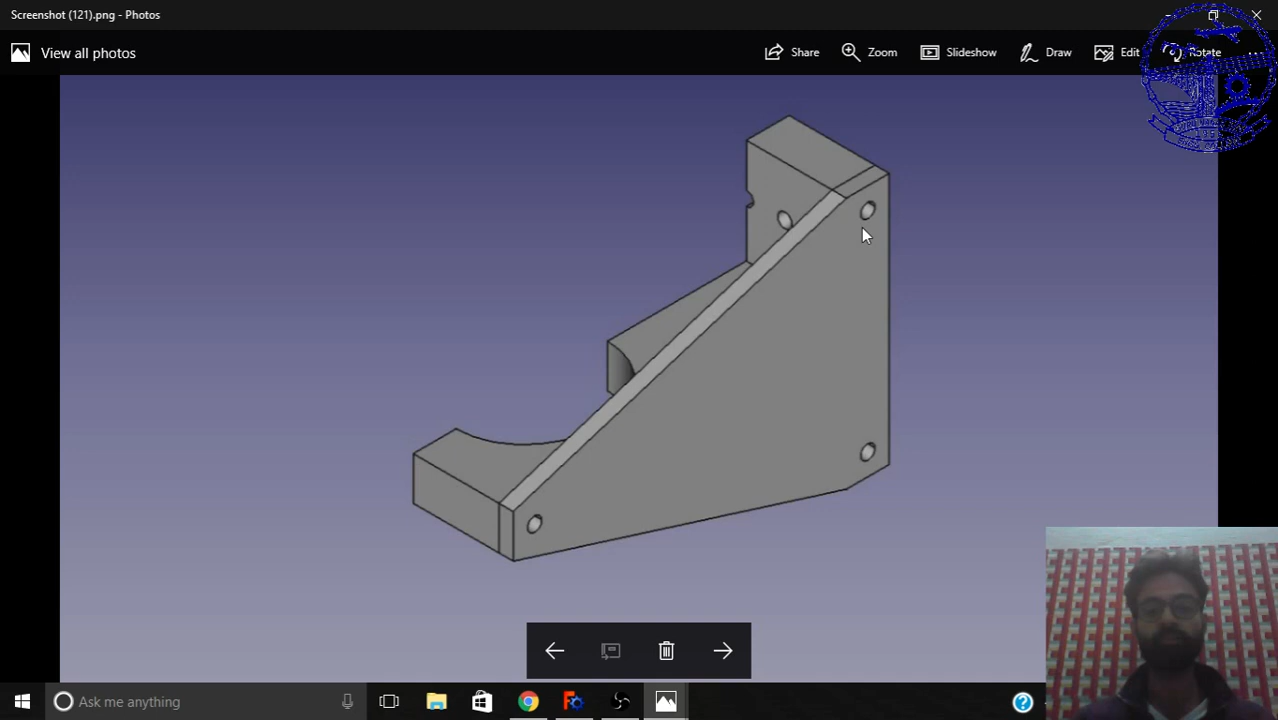 Screenshot (121).png - Photos
View all photos
Share
Zoom
Slideshow
Draw
Edit
Rotate
Ask me anything